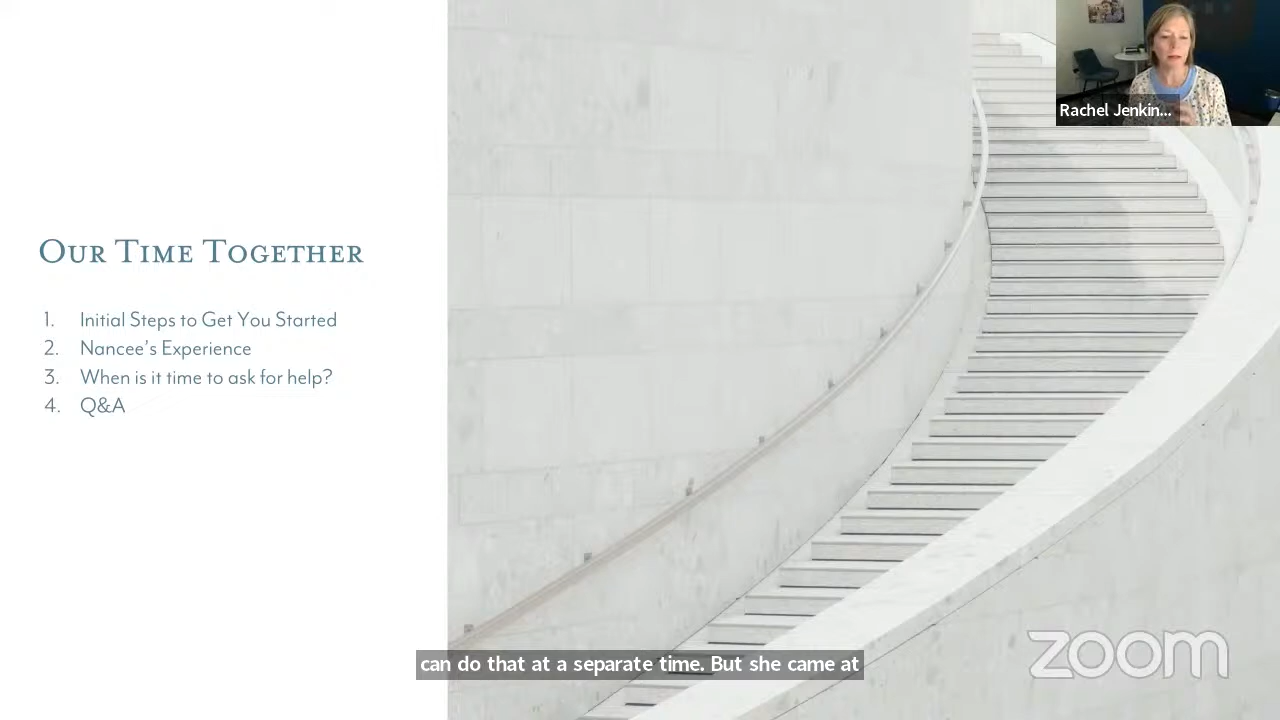 Rachel Jenkin...
Our Time Together
1. Initial Steps to Get You Started
2. Nancee's Experience
3. When is it time to ask for help?
4. Q&A
can do that at a separate time. But she came at
zoom